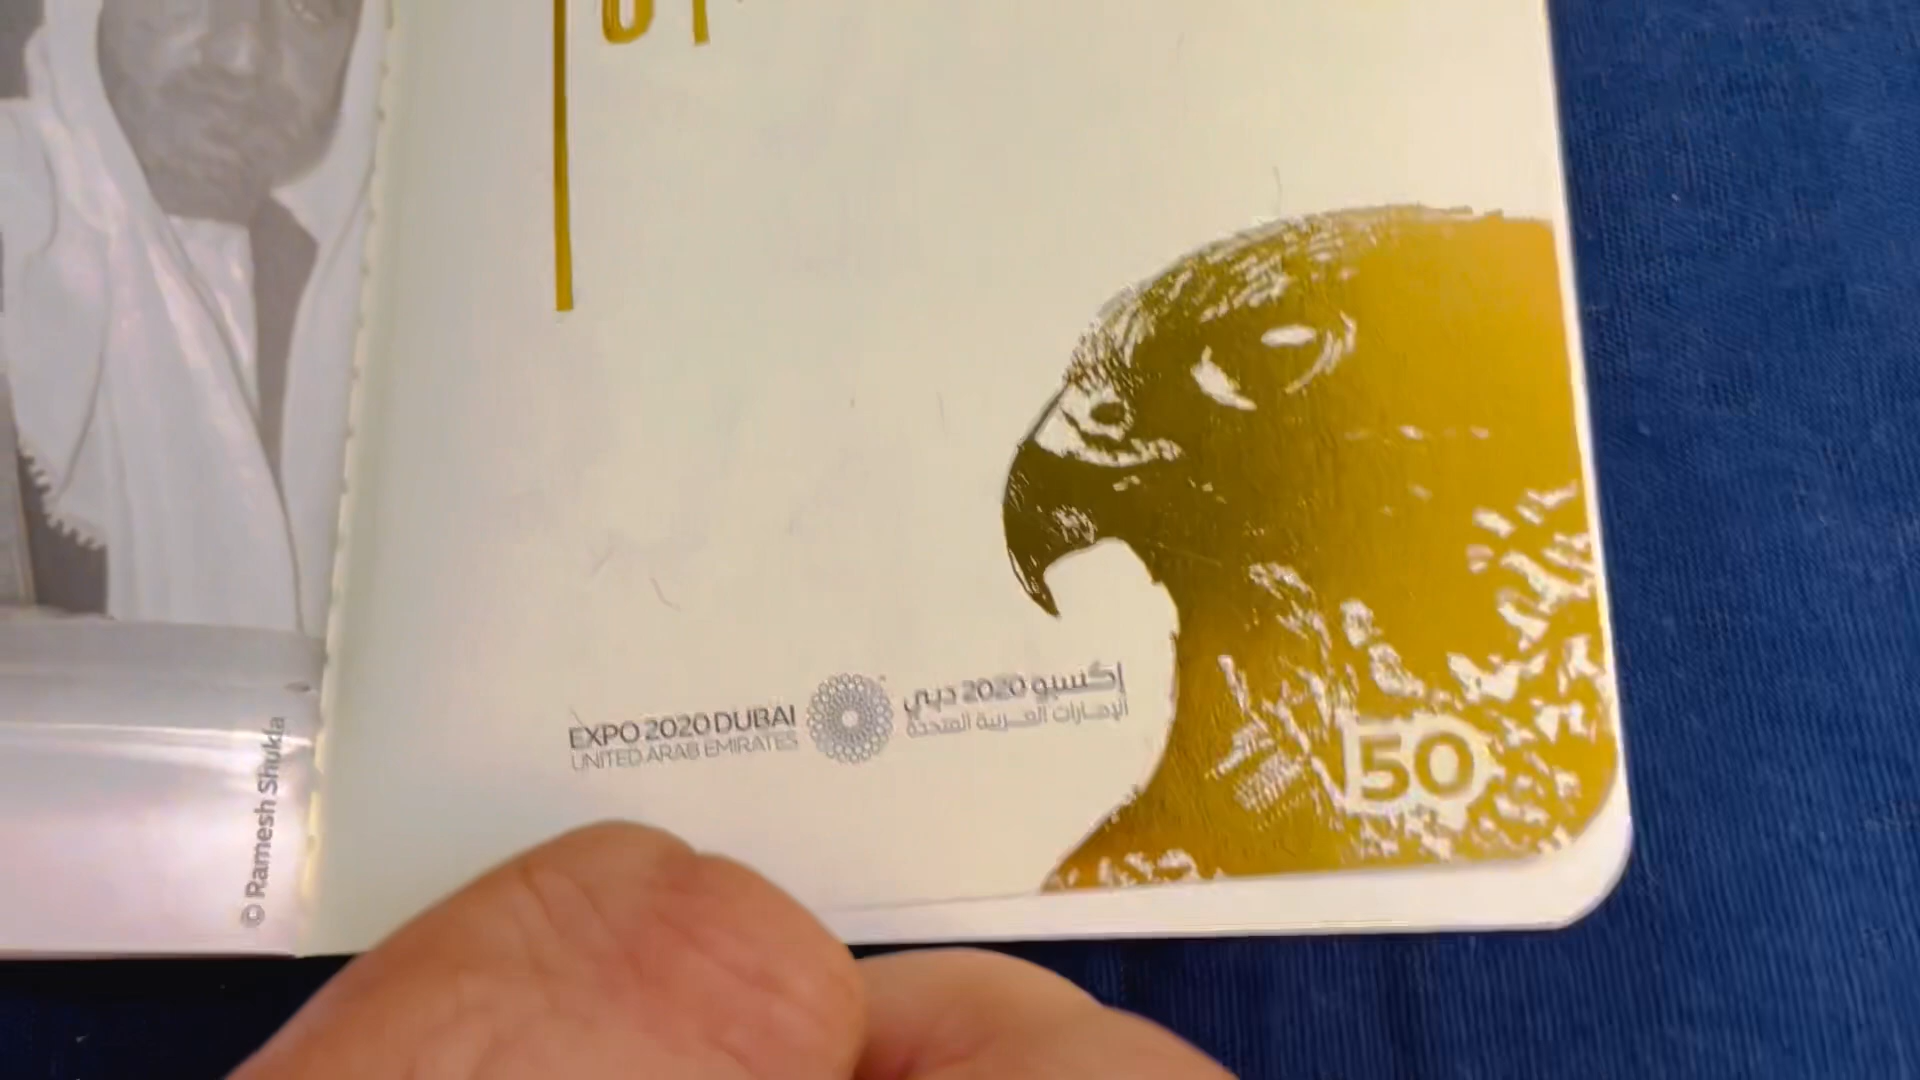 © Ramesh Shukla
EXPO 2020 DUBAI
UNITED ARAB EMIRATES
إكسبو 2020 دبي
الإمارات العربية المتحدة
50